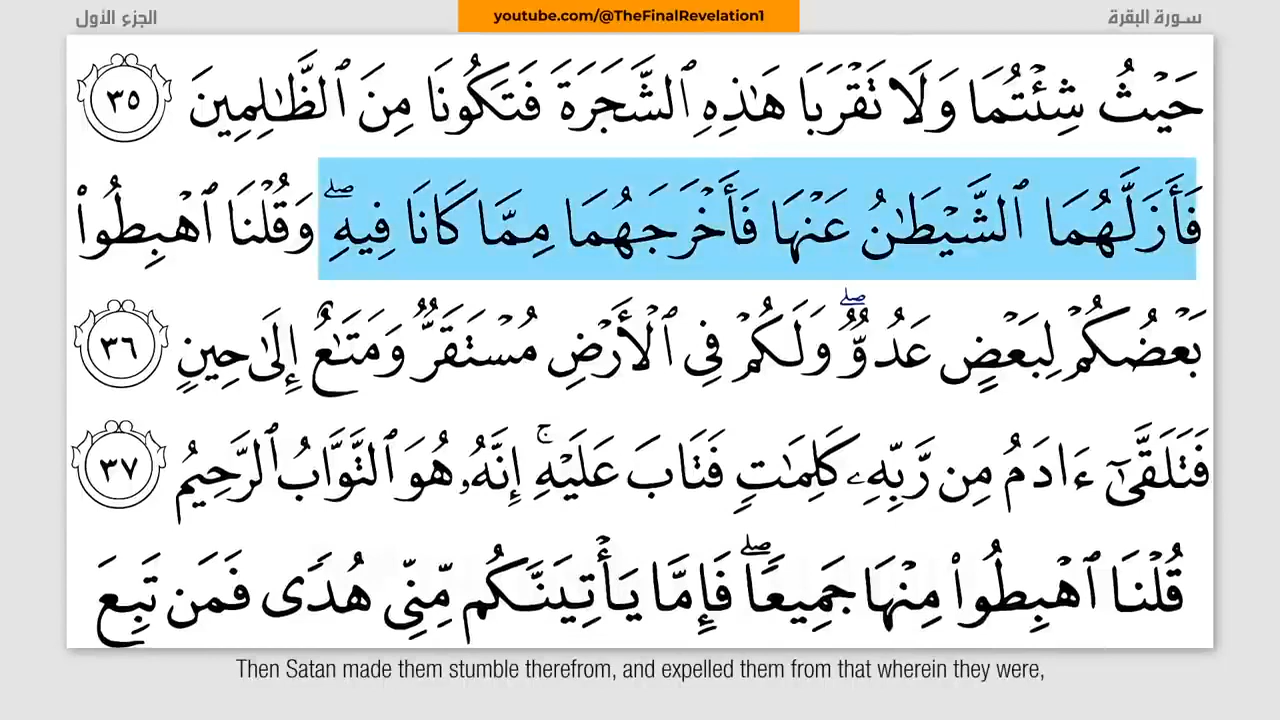 سورة البقرة
youtube.com/@TheFinalRevelation1
الجزء الأول
حَيْثُ شِئْتُمَا وَلَا تَقْرَبَا هَٰذِهِ ٱلشَّجَرَةَ فَتَكُونَا مِنَ ٱلظَّٰلِمِينَ ٣٥
فَأَزَلَّهُمَا ٱلشَّيْطَٰنُ عَنْهَا فَأَخْرَجَهُمَا مِمَّا كَانَا فِيهِ ۖ وَقُلْنَا ٱهْبِطُوا۟
بَعْضُكُمْ لِبَعْضٍ عَدُوٌّ ۖ وَلَكُمْ فِى ٱلْأَرْضِ مُسْتَقَرٌّ وَمَتَٰعٌ إِلَىٰ حِينٍ ٣٦
فَتَلَقَّىٰٓ ءَادَمُ مِن رَّبِّهِۦ كَلِمَٰتٍ فَتَابَ عَلَيْهِ ۚ إِنَّهُۥ هُوَ ٱلتَّوَّابُ ٱلرَّحِيمُ ٣٧
قُلْنَا ٱهْبِطُوا۟ مِنْهَا جَمِيعًا ۖ فَإِمَّا يَأْتِيَنَّكُم مِّنِّى هُدًى فَمَن تَبِعَ
Then Satan made them stumble therefrom, and expelled them from that wherein they were,